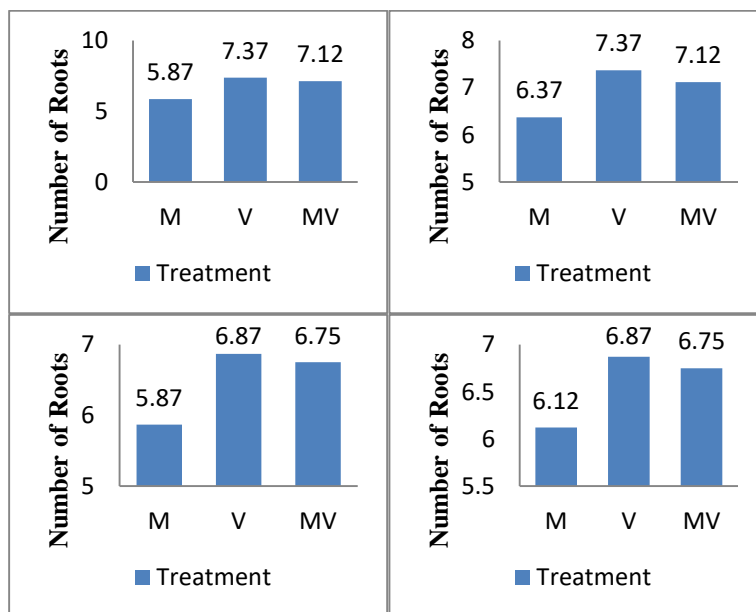 Number of Roots
10
5
0
5.87
7.37
7.12
M V MV
Treatment
Number of Roots
8
7
6
5
6.37
7.37
7.12
M V MV
Treatment
Number of Roots
7
6
5
5.87
6.87
6.75
M V MV
Treatment
Number of Roots
7
6.5
6
5.5
6.12
6.87
6.75
M V MV
Treatment